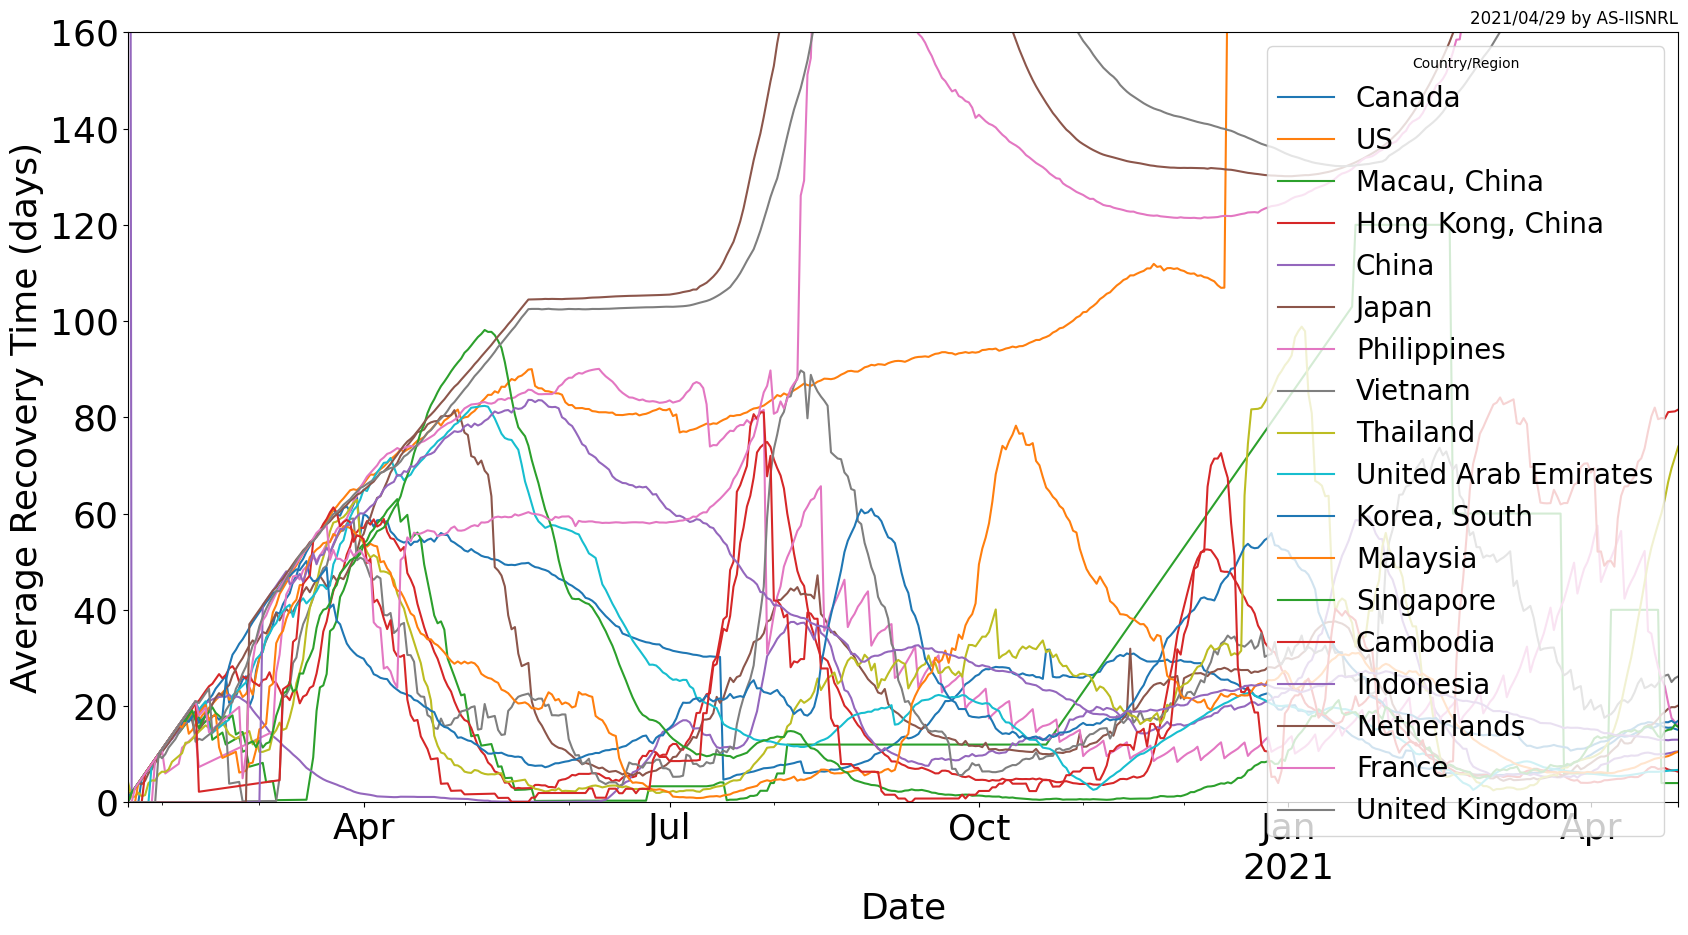 2021/04/29 by AS-IISNRL
Average Recovery Time (days)
160
140
120
100
80
60
40
20
0
Country/Region
Canada
US
Macau, China
Hong Kong, China
China
Japan
Philippines
Vietnam
Thailand
United Arab Emirates
Korea, South
Malaysia
Singapore
Cambodia
Indonesia
Netherlands
France
United Kingdom
Apr
Jul
Oct
Jan
2021
Apr
Date